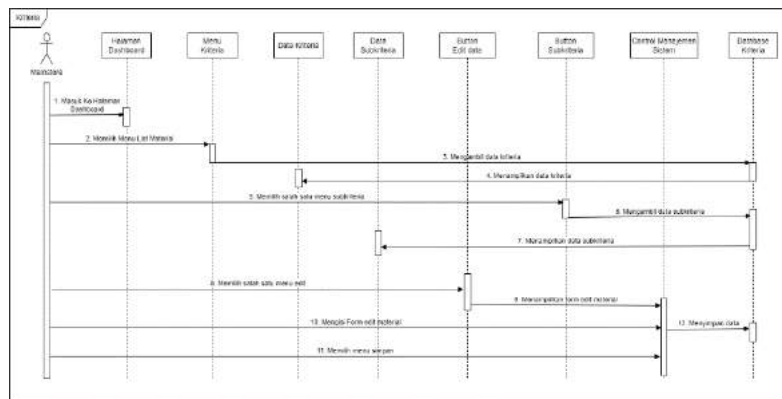 Kriteria
Halaman
Dashboard
Menu
Kriteria
Data Kriteria
Data
Subkriteria
Button
Edit data
Button
Subkriteria
Control Manajemen
Sistem
Database
Kriteria
1. Masuk Ke Halaman
Dashboard
2. Memilih Menu List Material
3. Mengambil data kriteria
4. Menampilkan data kriteria
5. Memilih salah satu menu subkriteria
6. Mengambil data subkriteria
7. Menampilkan data subkriteria
8. Memilih salah satu menu edit
9. Menampilkan form edit material
10. Mengisi Form edit material
12. Menyimpan data
11. Memilih menu simpan